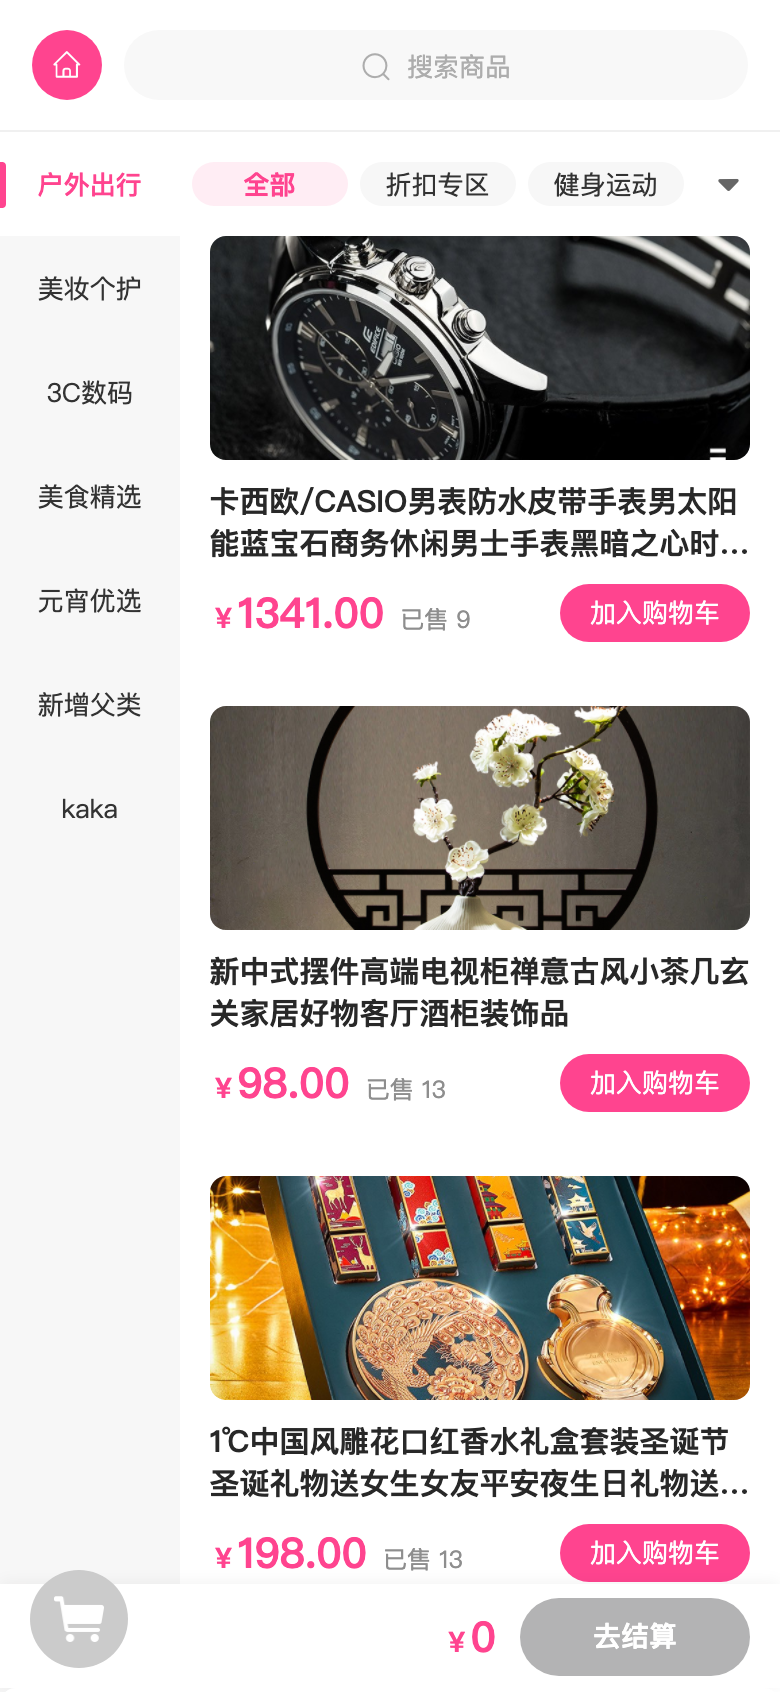 搜索商品
户外出行
全部
折扣专区
健身运动
美妆个护
3C数码
美食精选
元宵优选
新增父类
kaka
EDIFICE
CASIO
卡西欧/CASIO男表防水皮带手表男太阳
能蓝宝石商务休闲男士手表黑暗之心时...
¥1341.00 已售 9
加入购物车
新中式摆件高端电视柜禅意古风小茶几玄
关家居好物客厅酒柜装饰品
¥98.00 已售 13
加入购物车
1℃中国风雕花口红香水礼盒套装圣诞节
圣诞礼物送女生女友平安夜生日礼物送...
¥198.00 已售 13
加入购物车
¥0
去结算